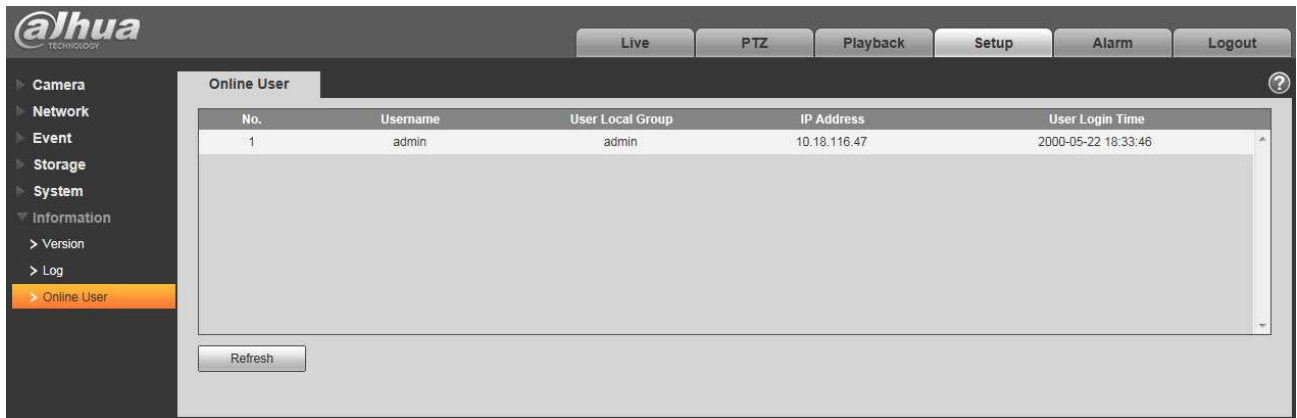 alhua
TECHNOLOGY
Live PTZ Playback Setup Alarm Logout
Camera
Network
Event
Storage
System
Information
> Version
> Log
> Online User
Online User
?
No. Username User Local Group IP Address User Login Time
1 admin admin 10.18.116.47 2000-05-22 18:33:46
Refresh